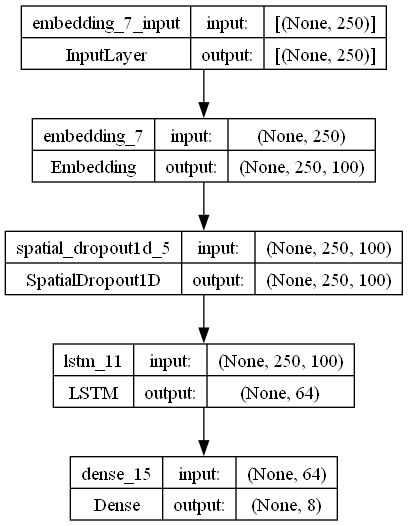 embedding_7_input input: [(None, 250)]
InputLayer output: [(None, 250)]
embedding_7 input: (None, 250)
Embedding output: (None, 250, 100)
spatial_dropout1d_5 input: (None, 250, 100)
SpatialDropout1D output: (None, 250, 100)
lstm_11 input: (None, 250, 100)
LSTM output: (None, 64)
dense_15 input: (None, 64)
Dense output: (None, 8)